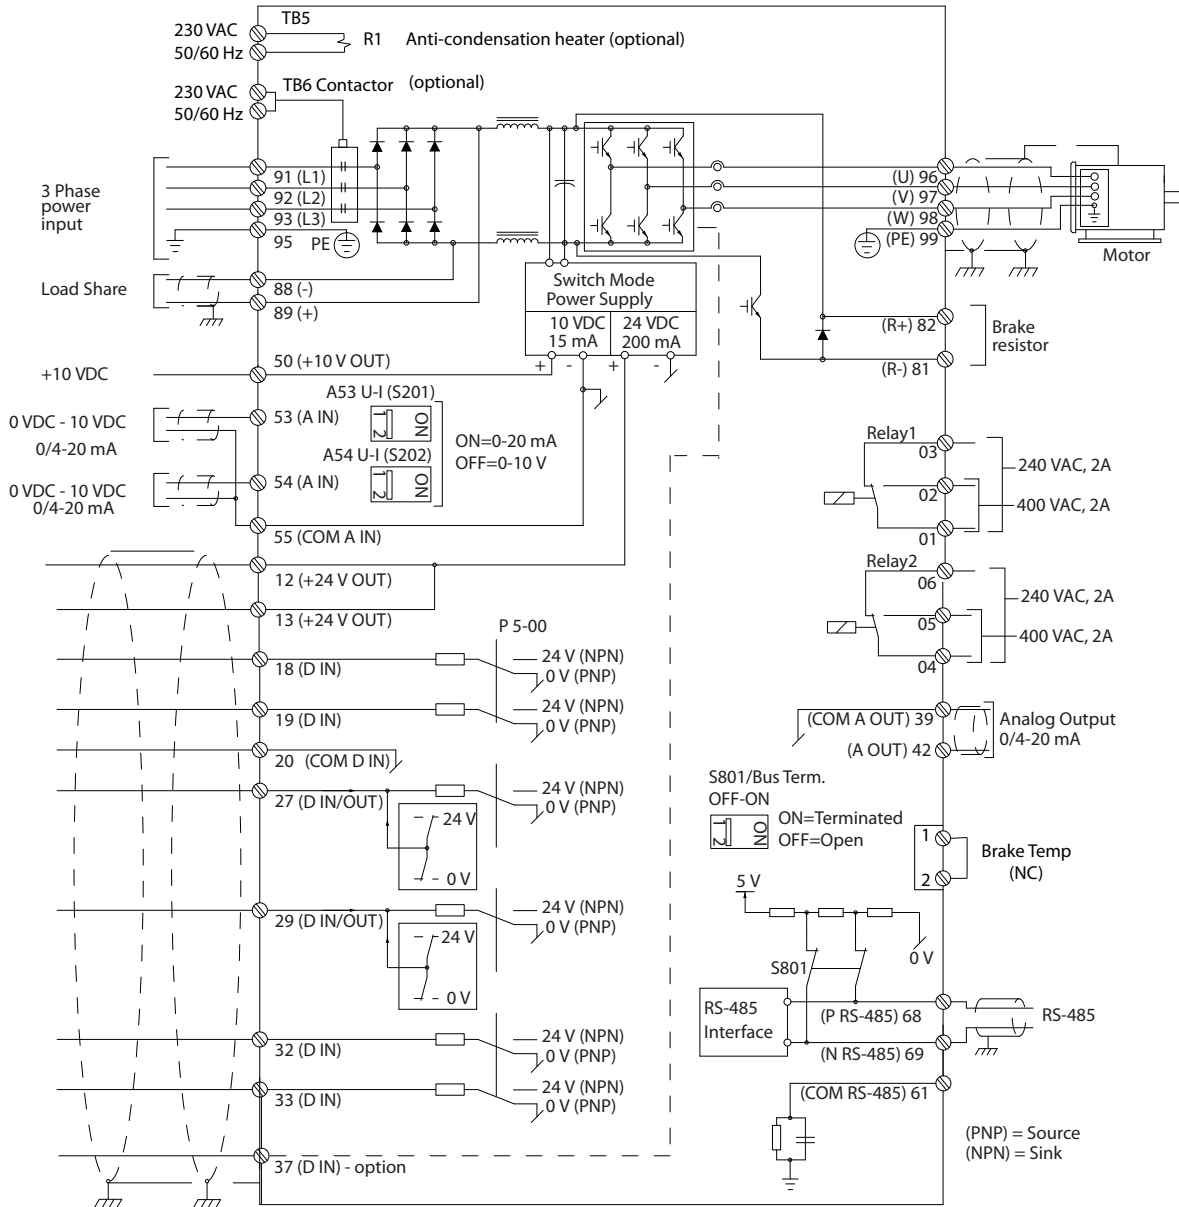 TB5
230 VAC
50/60 Hz
R1
Anti-condensation heater (optional)
TB6 Contactor
(optional)
230 VAC
50/60 Hz
3 Phase
power
input
91 (L1)
92 (L2)
93 (L3)
95
PE
(U) 96
(V) 97
(W) 98
(PE) 99
Motor
Load Share
88 (-)
89 (+)
Switch Mode
Power Supply
10 VDC
15 mA
24 VDC
200 mA
+
-
+
-
(R+) 82
(R-) 81
Brake
resistor
+10 VDC
50 (+10 V OUT)
A53 U-I (S201)
1 2
ON
0 VDC - 10 VDC
0/4-20 mA
53 (A IN)
ON=0-20 mA
OFF=0-10 V
A54 U-I (S202)
1 2
ON
0 VDC - 10 VDC
0/4-20 mA
54 (A IN)
55 (COM A IN)
Relay1
03
02
01
240 VAC, 2A
400 VAC, 2A
12 (+24 V OUT)
13 (+24 V OUT)
Relay2
06
05
04
240 VAC, 2A
400 VAC, 2A
P 5-00
18 (D IN)
24 V (NPN)
0 V (PNP)
19 (D IN)
24 V (NPN)
0 V (PNP)
20 (COM D IN)
27 (D IN/OUT)
24 V (NPN)
0 V (PNP)
24 V
0 V
29 (D IN/OUT)
24 V (NPN)
0 V (PNP)
24 V
0 V
32 (D IN)
24 V (NPN)
0 V (PNP)
33 (D IN)
24 V (NPN)
0 V (PNP)
37 (D IN) - option
(COM A OUT) 39
(A OUT) 42
Analog Output
0/4-20 mA
S801/Bus Term.
OFF-ON
1 2
ON
ON=Terminated
OFF=Open
1
2
Brake Temp
(NC)
5 V
0 V
S801
RS-485
Interface
(P RS-485) 68
(N RS-485) 69
RS-485
(COM RS-485) 61
(PNP) = Source
(NPN) = Sink